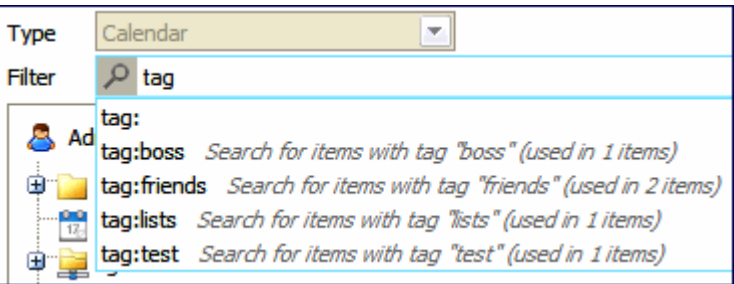 Type Calendar
Filter tag
tag:
Ad
tag:boss Search for items with tag "boss" (used in 1 items)
tag:friends Search for items with tag "friends" (used in 2 items)
tag:lists Search for items with tag "lists" (used in 1 items)
tag:test Search for items with tag "test" (used in 1 items)